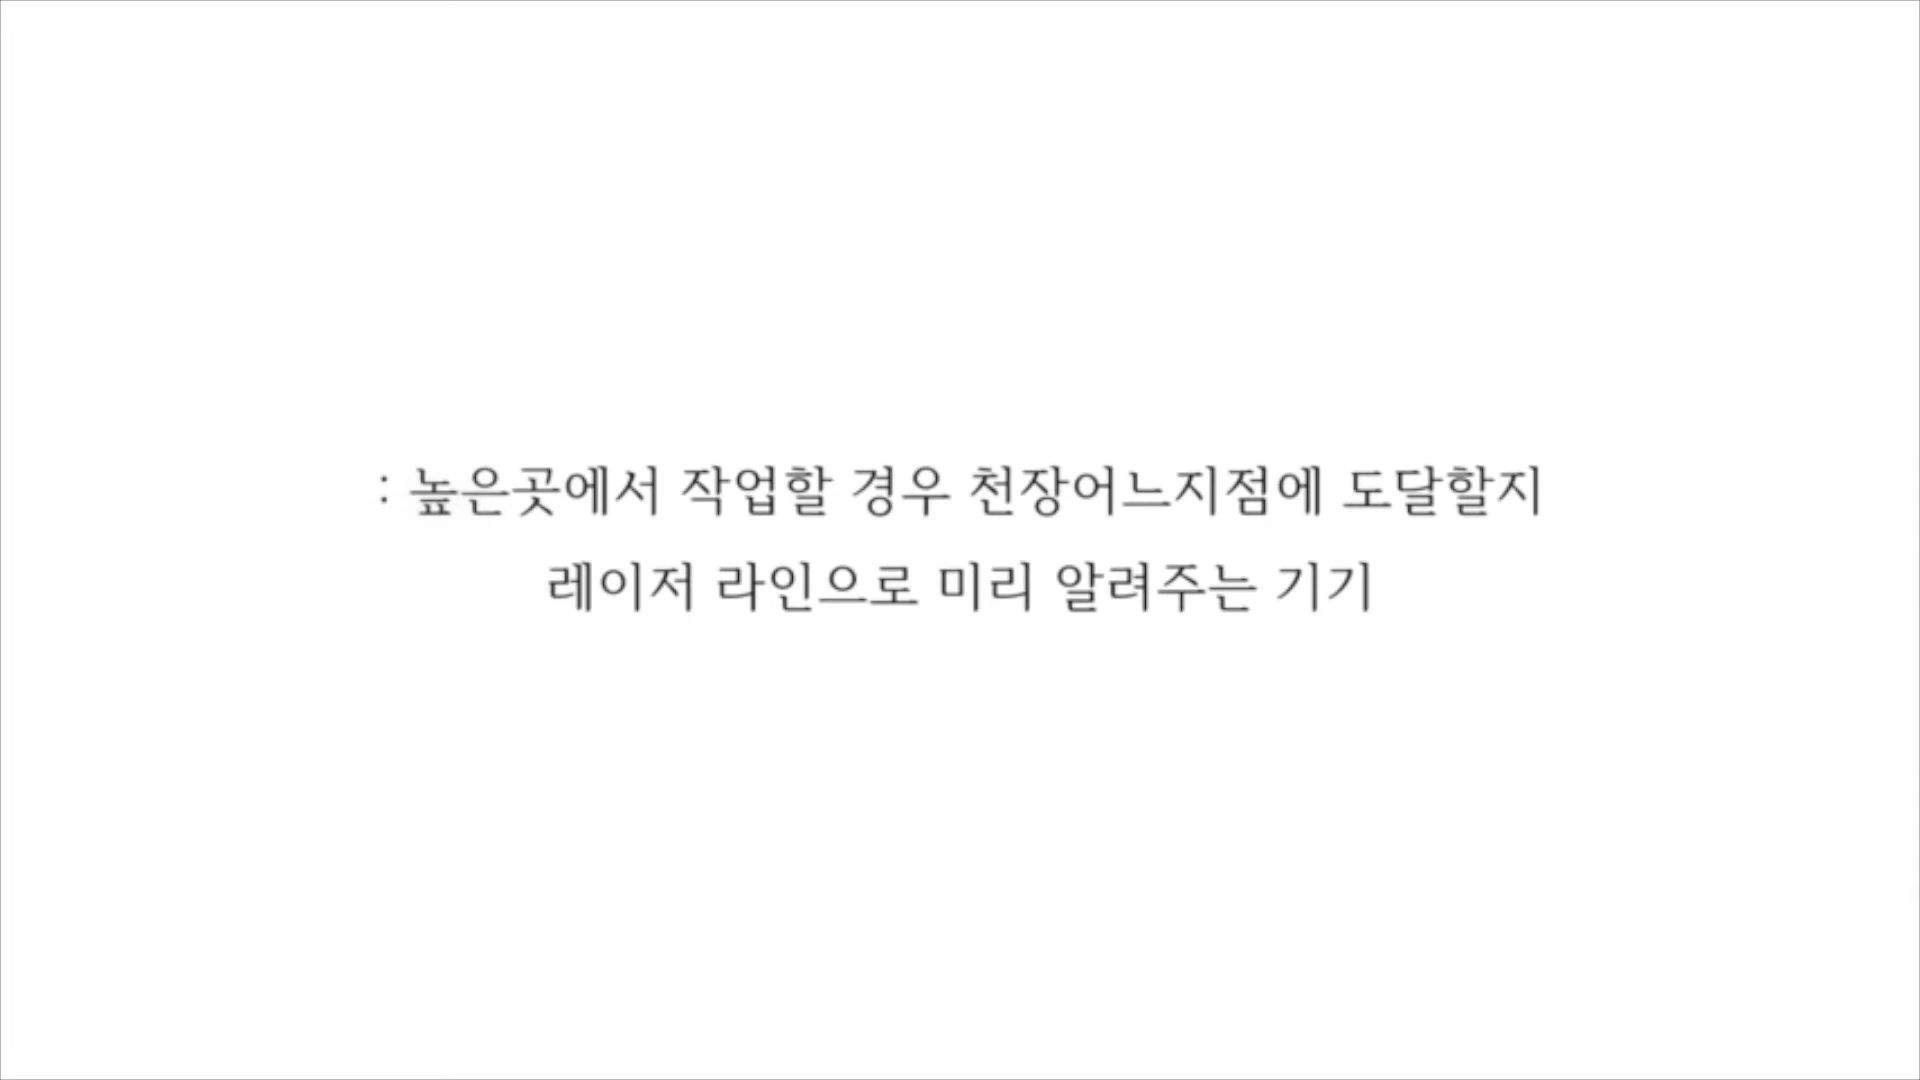 : 높은곳에서 작업할 경우 천장어느지점에 도달할지
레이저 라인으로 미리 알려주는 기기